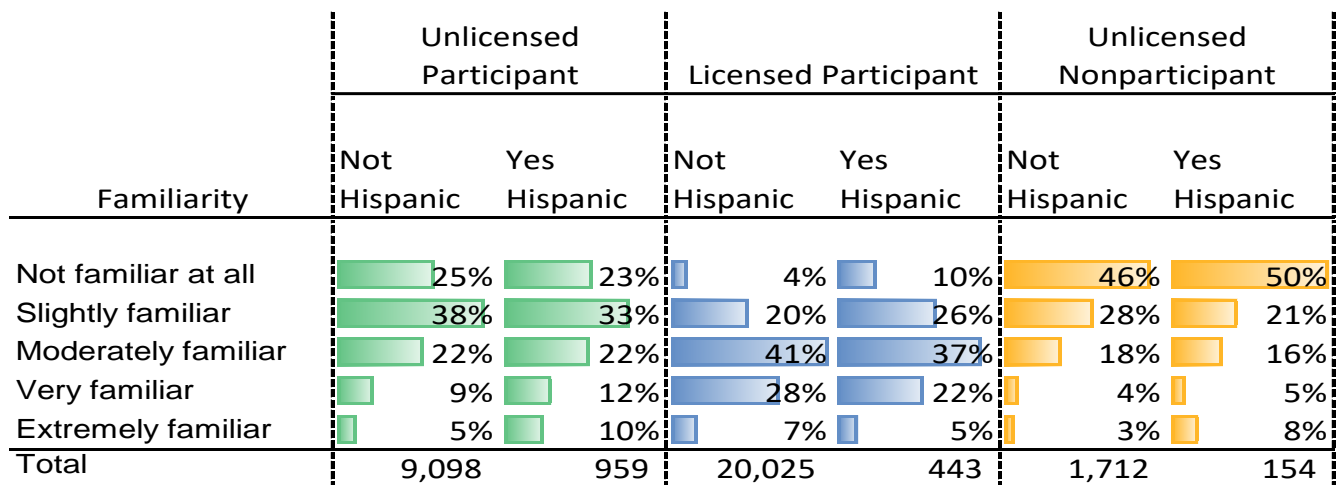 Unlicensed Participant Licensed Participant Unlicensed Nonparticipant
Familiarity Not Hispanic Yes Hispanic Not Hispanic Yes Hispanic Not Hispanic Yes Hispanic
Not familiar at all 25% 23% 4% 10% 46% 50%
Slightly familiar 38% 33% 20% 26% 28% 21%
Moderately familiar 22% 22% 41% 37% 18% 16%
Very familiar 9% 12% 28% 22% 4% 5%
Extremely familiar 5% 10% 7% 5% 3% 8%
Total 9,098 959 20,025 443 1,712 154